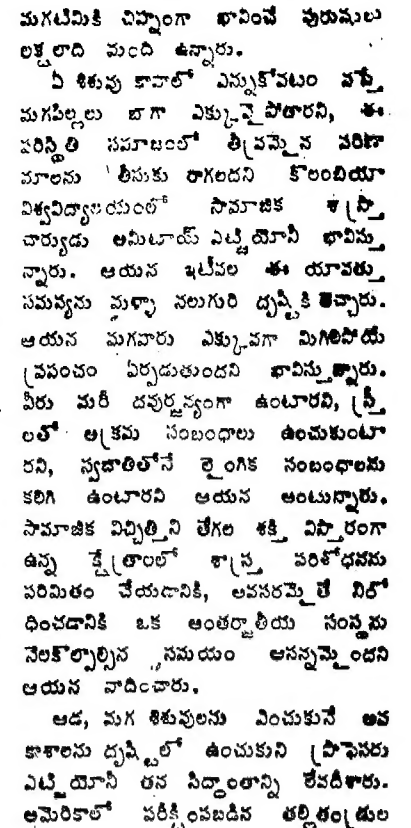 మగటిమికి చిహ్నంగా భావించే పురుషులు
లక్షలాది మంది ఉన్నారు.
ఏ శిశువు కావాలో ఎన్నుకోవటం వస్తే
మగపిల్లలు బాగా ఎక్కువైపోతారని, ఈ
పరిస్థితి సమాజంలో తీవ్రమైన పరిణా
మాలను తీసుకు రాగలదని కొలంబియా
విశ్వవిద్యాలయంలో సామాజిక శాస్త్రా
చార్యుడు అమిటాయ్ ఎట్జియోనీ భావిస్తు
న్నారు. ఆయన ఇటీవల ఈ యావత్తు
సమస్యను మళ్ళా నలుగురి దృష్టికి తెచ్చారు.
ఆయన మగవారు ఎక్కువగా మిగిలిపోయే
ప్రపంచం ఏర్పడుతుందని భావిస్తున్నారు.
వీరు మరీ దౌర్జన్యంగా ఉంటారని, స్త్రీ
లతో అక్రమ సంబంధాలు ఉంచుకుంటా
రని, స్వజాతితోనే లైంగిక సంబంధాలను
కలిగి ఉంటారని ఆయన అంటున్నారు.
సామాజిక విచ్ఛిత్తిని తేగల శక్తి విస్తారంగా
ఉన్న క్షేత్రాలలో శాస్త్ర పరిశోధనను
పరిమితం చేయడానికి, అవసరమైతే నిరో
ధించడానికి ఒక అంతర్జాతీయ సంస్థను
నెలకొల్పాల్సిన సమయం ఆసన్నమైందని
ఆయన వాదించారు.
ఆడ, మగ శిశువులను ఎంచుకునే అవ
కాశాలను దృష్టిలో ఉంచుకుని ప్రొఫెసరు
ఎట్జియోనీ తన సిద్ధాంతాన్ని లేవదీశారు.
అమెరికాలో పరీక్షింపబడిన తల్లితండ్రుల